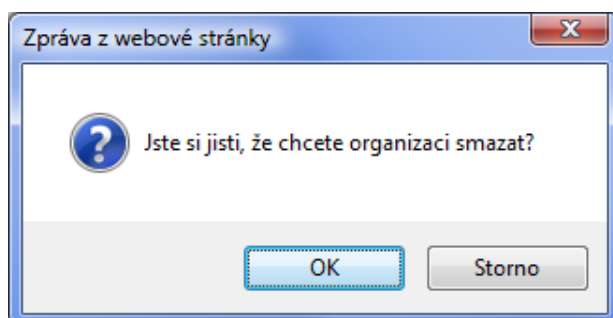 Zpráva z webové stránky
Jste si jisti, že chcete organizaci smazat?
OK
Storno